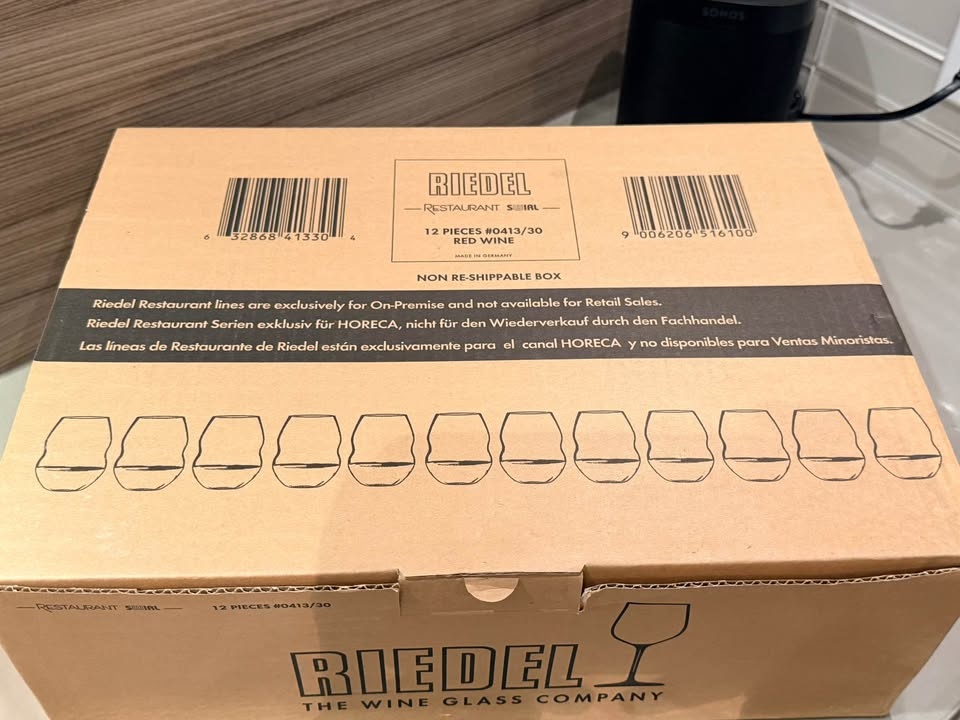 SONOS
RIEDEL
RESTAURANT SWIRL
12 PIECES #0413/30
RED WINE
MADE IN GERMANY
6 32868 41330 4
9 006206 516100
NON RE-SHIPPABLE BOX
Riedel Restaurant lines are exclusively for On-Premise and not available for Retail Sales.
Riedel Restaurant Serien exklusiv für HORECA, nicht für den Wiederverkauf durch den Fachhandel.
Las líneas de Restaurante de Riedel están exclusivamente para el canal HORECA y no disponibles para Ventas Minoristas.
RESTAURANT SWIRL
12 PIECES #0413/30
RIEDEL
THE WINE GLASS COMPANY